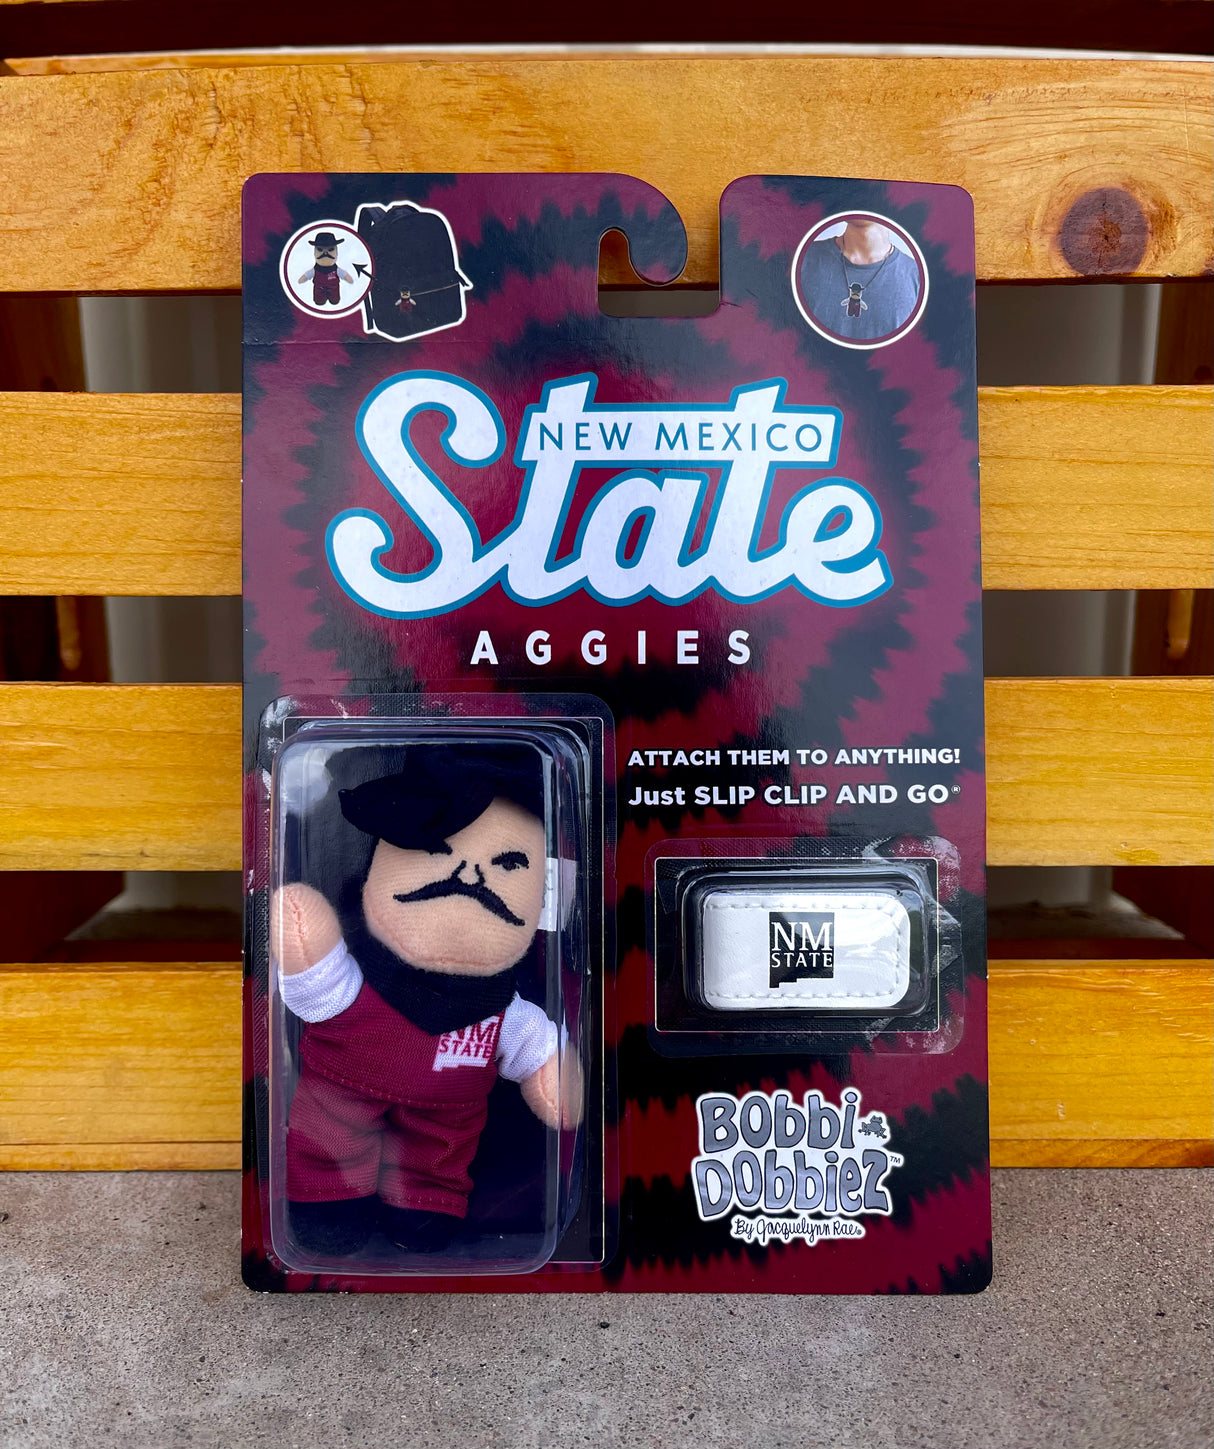 NEW MEXICO
State
AGGIES
ATTACH THEM TO ANYTHING!
Just SLIP CLIP AND GO®
NM
STATE
NM
STATE
BObbi
DObbiEZ™
By Jacquelynn Rae®